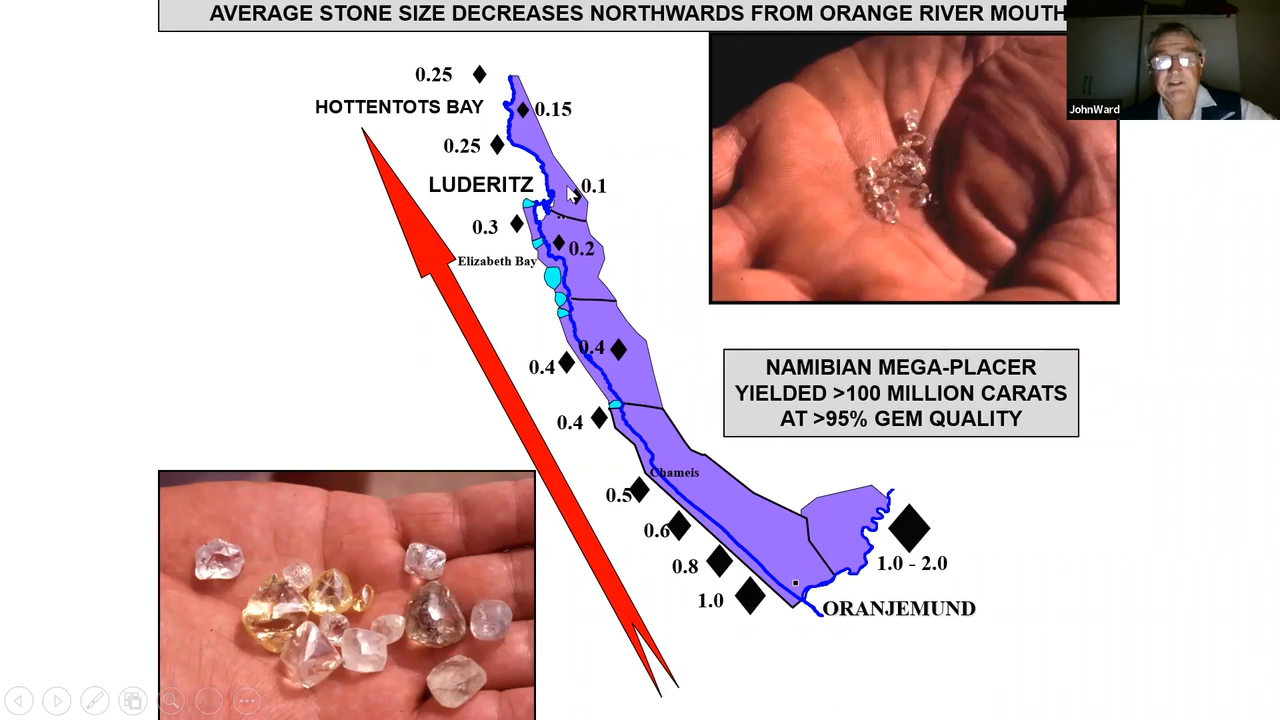 AVERAGE STONE SIZE DECREASES NORTHWARDS FROM ORANGE RIVER MOUTH
JohnWard
0.25
HOTTENTOTS BAY
0.15
0.25
LUDERITZ
0.1
0.3
0.2
Elizabeth Bay
0.4
0.4
0.4
NAMIBIAN MEGA-PLACER
YIELDED >100 MILLION CARATS
AT >95% GEM QUALITY
Chameis
0.5
0.6
0.8
1.0 - 2.0
1.0
ORANJEMUND